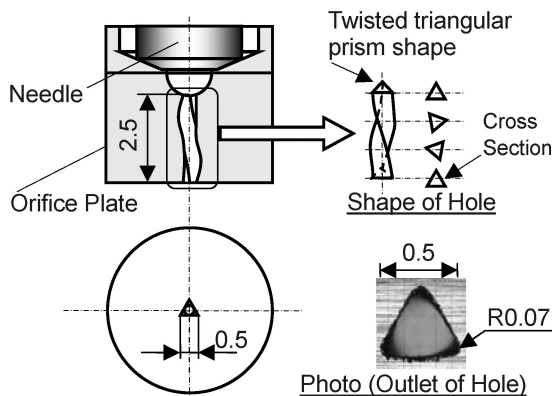 Twisted triangular
prism shape
Needle
2.5
Cross
Section
Orifice Plate
Shape of Hole
0.5
0.5
R0.07
Photo (Outlet of Hole)